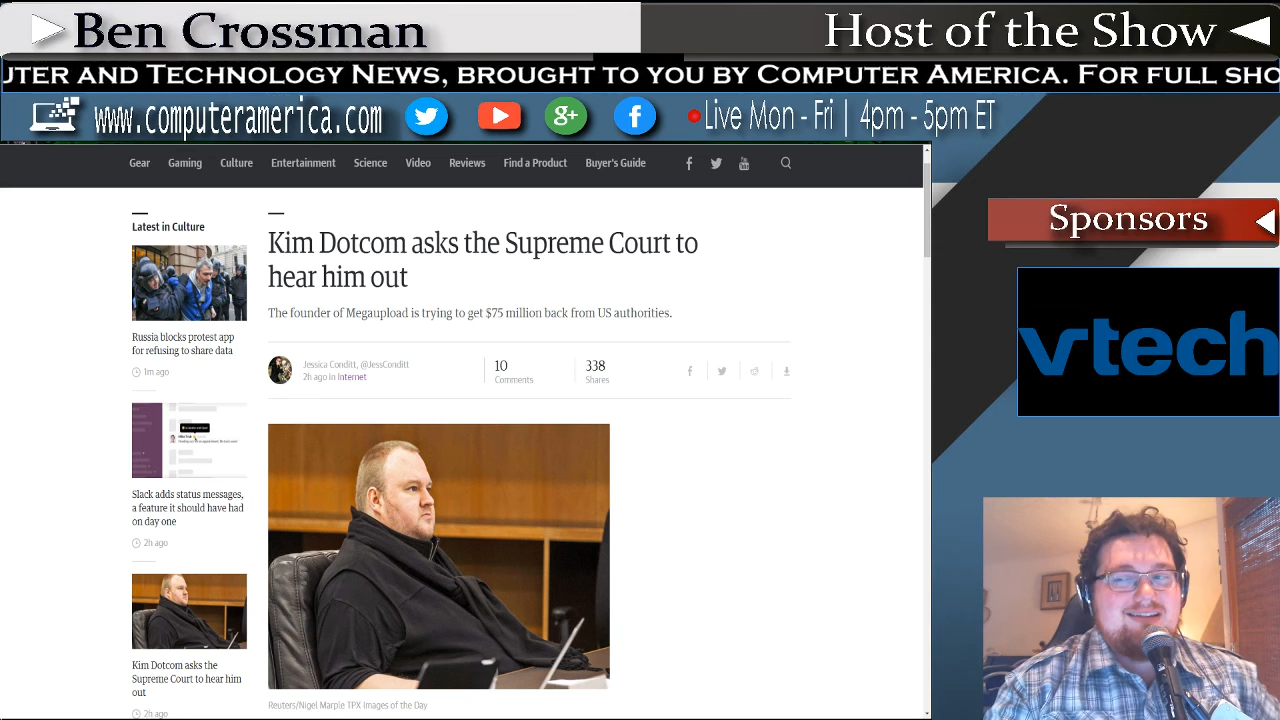 Ben Crossman
Host of the Show
UTER AND TECHNOLOGY NEWS, BROUGHT TO YOU BY COMPUTER AMERICA. FOR FULL SHO
www.computeramerica.com
Live Mon - Fri | 4pm - 5pm ET
Gear Gaming Culture Entertainment Science Video Reviews Find a Product Buyer's Guide
Latest in Culture
Russia blocks protest app
for refusing to share data
1m ago
Slack adds status messages,
a feature it should have had
on day one
2h ago
Kim Dotcom asks the
Supreme Court to hear him
out
2h ago
Kim Dotcom asks the Supreme Court to
hear him out
The founder of Megaupload is trying to get $75 million back from US authorities.
Jessica Conditt, @JessConditt
2h ago in Internet
10
Comments
338
Shares
Reuters/Nigel Marple TPX Images of the Day
Sponsors
vtech